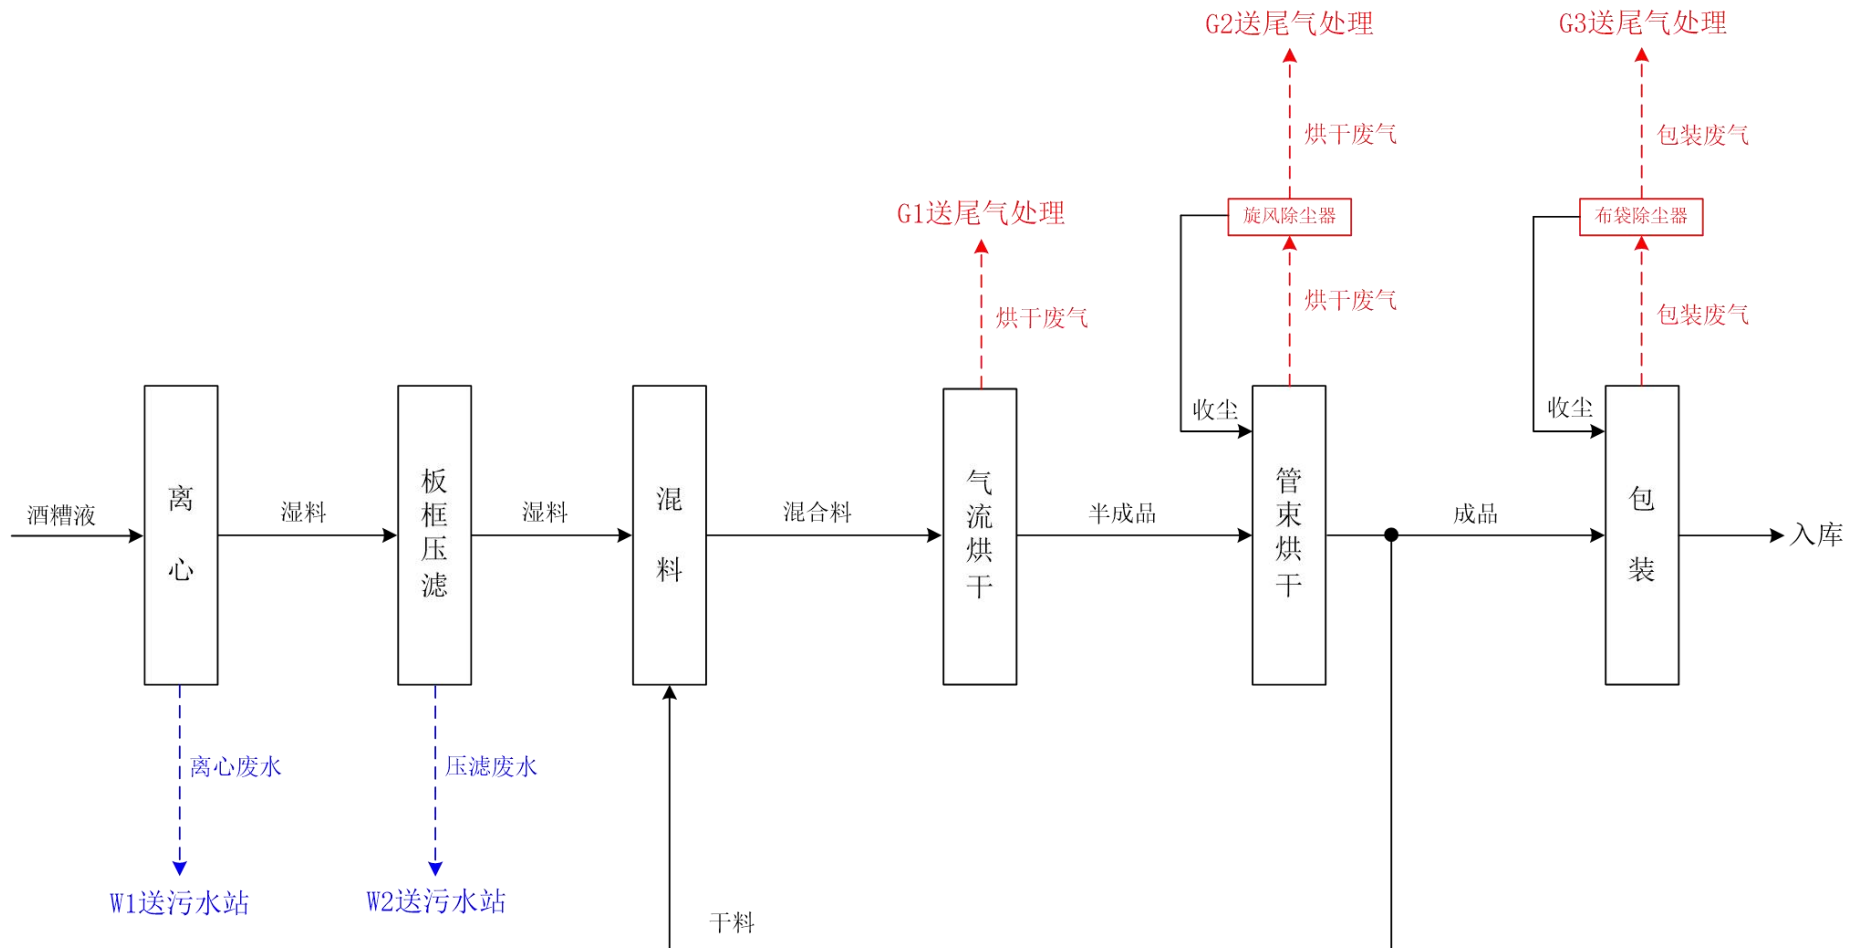 G2送尾气处理
G3送尾气处理
烘干废气
包装废气
G1送尾气处理
旋风除尘器
布袋除尘器
烘干废气
烘干废气
包装废气
收尘
收尘
酒糟液
离心
湿料
板框压滤
湿料
混料
混合料
气流烘干
半成品
管束烘干
成品
包装
入库
离心废水
压滤废水
W1送污水站
W2送污水站
干料